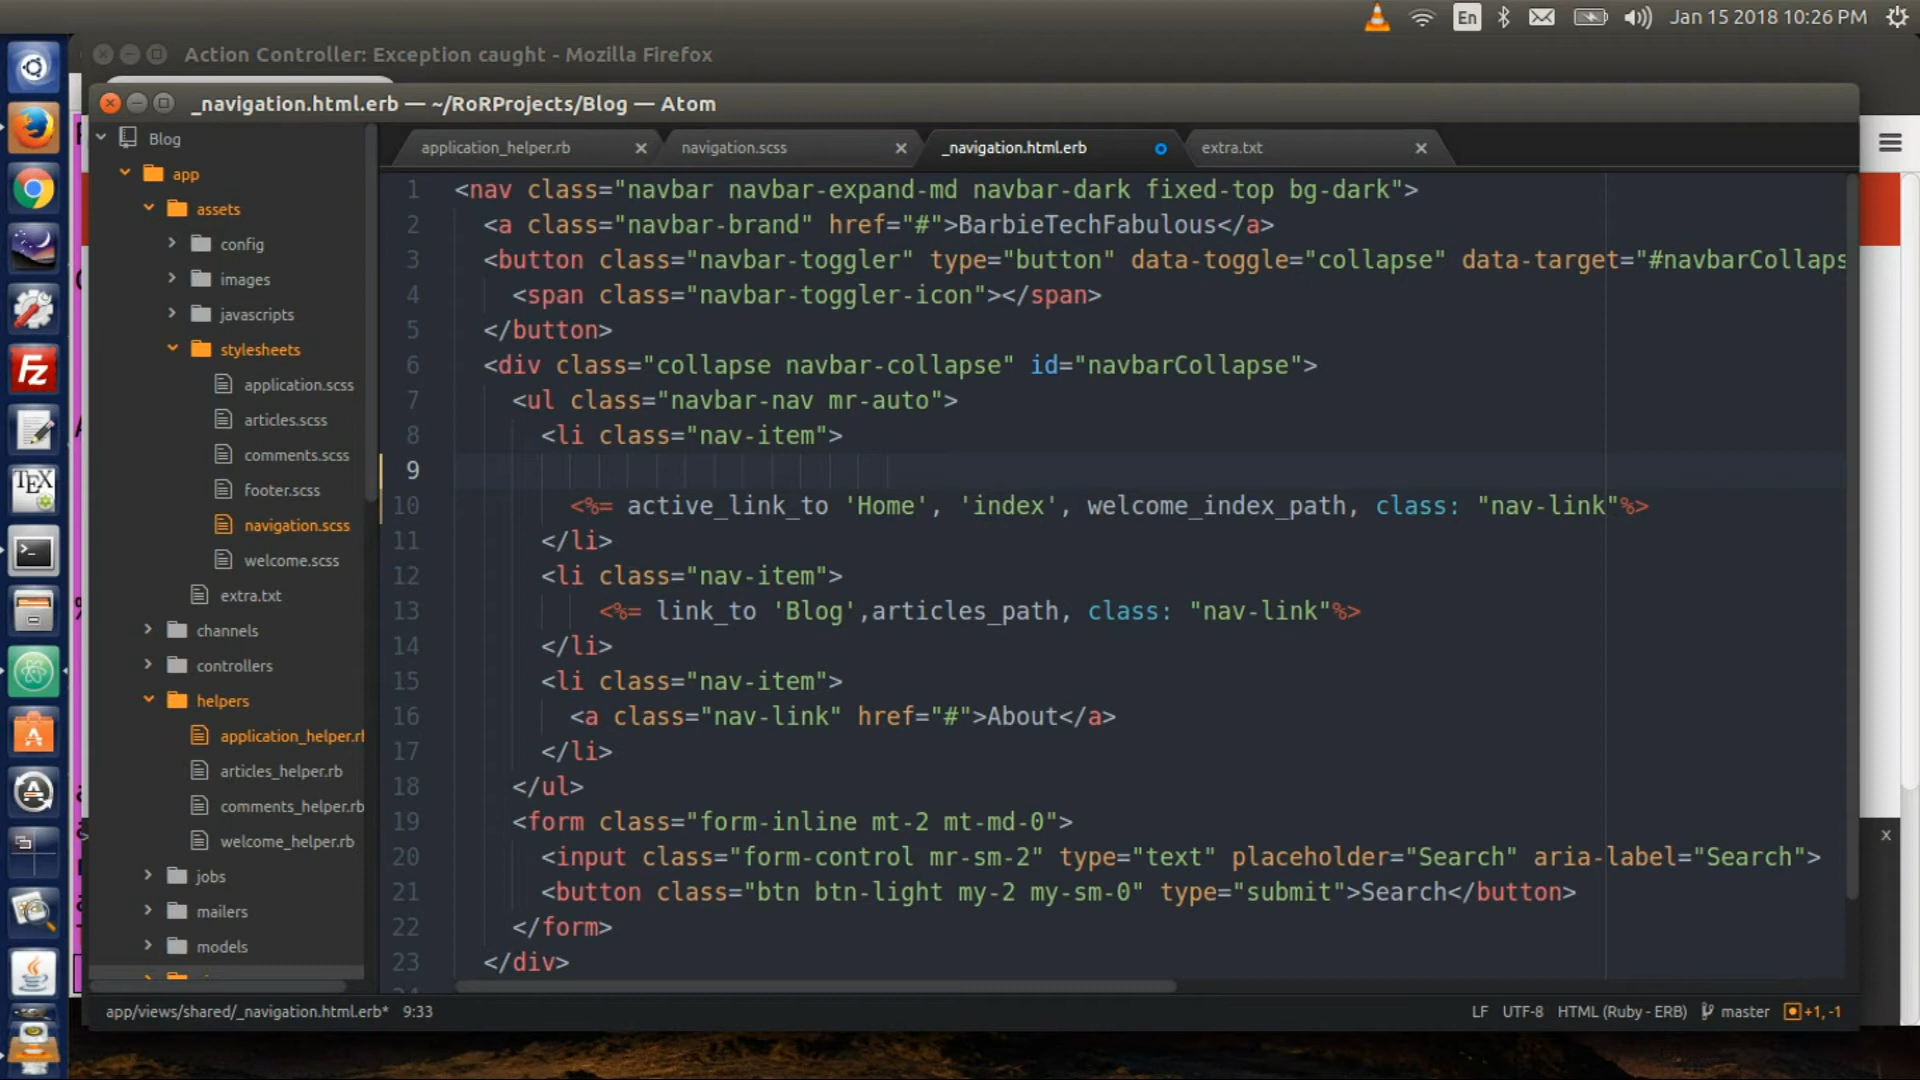 En
Jan 15 2018 10:26 PM
Action Controller: Exception caught - Mozilla Firefox
_navigation.html.erb — ~/RoRProjects/Blog — Atom
Blog
app
assets
config
images
javascripts
stylesheets
application.scss
articles.scss
comments.scss
footer.scss
navigation.scss
welcome.scss
extra.txt
channels
controllers
helpers
application_helper.rb
articles_helper.rb
comments_helper.rb
welcome_helper.rb
jobs
mailers
models
application_helper.rb
navigation.scss
_navigation.html.erb
extra.txt
1 <nav class="navbar navbar-expand-md navbar-dark fixed-top bg-dark">
2 <a class="navbar-brand" href="#">BarbieTechFabulous</a>
3 <button class="navbar-toggler" type="button" data-toggle="collapse" data-target="#navbarCollaps
4 <span class="navbar-toggler-icon"></span>
5 </button>
6 <div class="collapse navbar-collapse" id="navbarCollapse">
7 <ul class="navbar-nav mr-auto">
8 <li class="nav-item">
9
10 <%= active_link_to 'Home', 'index', welcome_index_path, class: "nav-link"%>
11 </li>
12 <li class="nav-item">
13 <%= link_to 'Blog',articles_path, class: "nav-link"%>
14 </li>
15 <li class="nav-item">
16 <a class="nav-link" href="#">About</a>
17 </li>
18 </ul>
19 <form class="form-inline mt-2 mt-md-0">
20 <input class="form-control mr-sm-2" type="text" placeholder="Search" aria-label="Search">
21 <button class="btn btn-light my-2 my-sm-0" type="submit">Search</button>
22 </form>
23 </div>
app/views/shared/_navigation.html.erb* 9:33
LF UTF-8 HTML (Ruby - ERB) master +1, -1
Fz
TEX